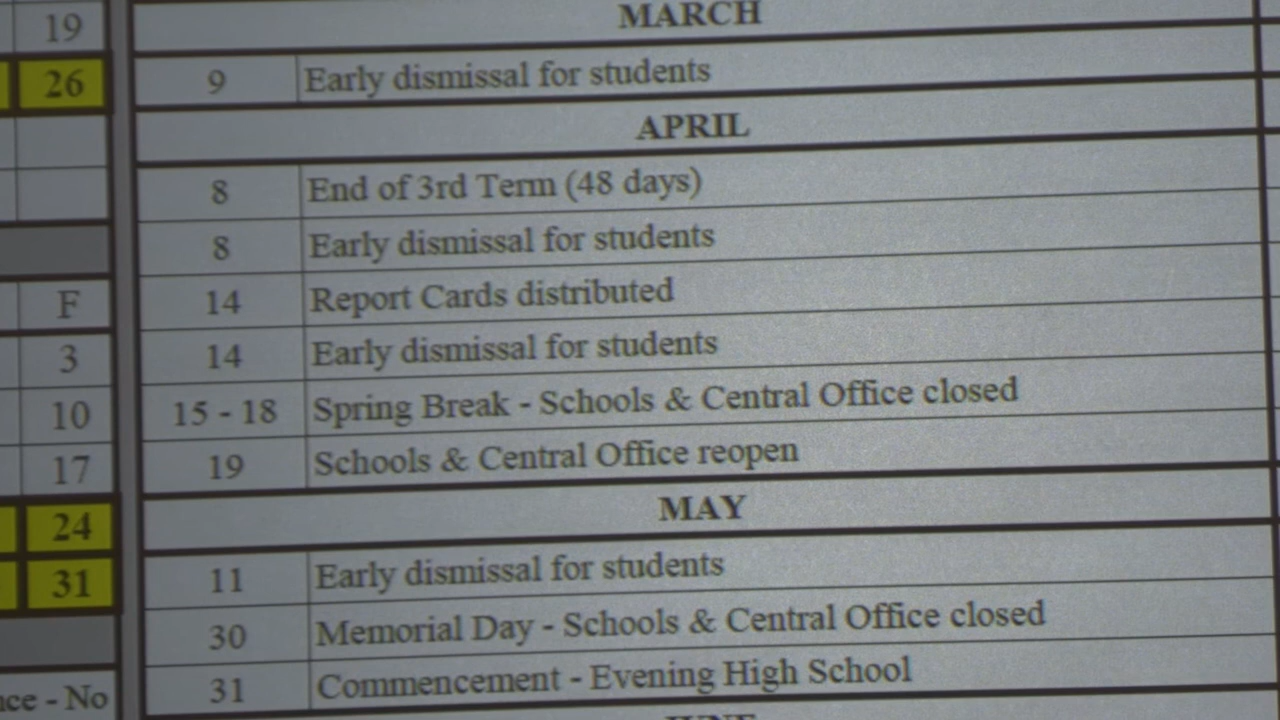 19
26
F
3
10
17
24
31
nce - No
MARCH
9 Early dismissal for students
APRIL
8 End of 3rd Term (48 days)
8 Early dismissal for students
14 Report Cards distributed
14 Early dismissal for students
15 - 18 Spring Break - Schools & Central Office closed
19 Schools & Central Office reopen
MAY
11 Early dismissal for students
30 Memorial Day - Schools & Central Office closed
31 Commencement - Evening High School
JUNE